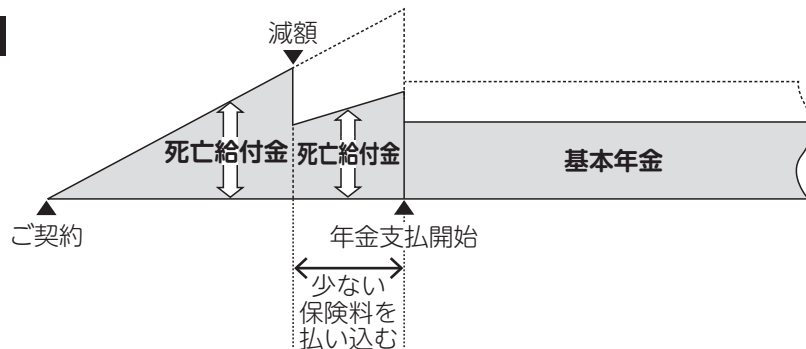 減額
死亡給付金
死亡給付金
基本年金
ご契約
年金支払開始
少ない
保険料を
払い込む